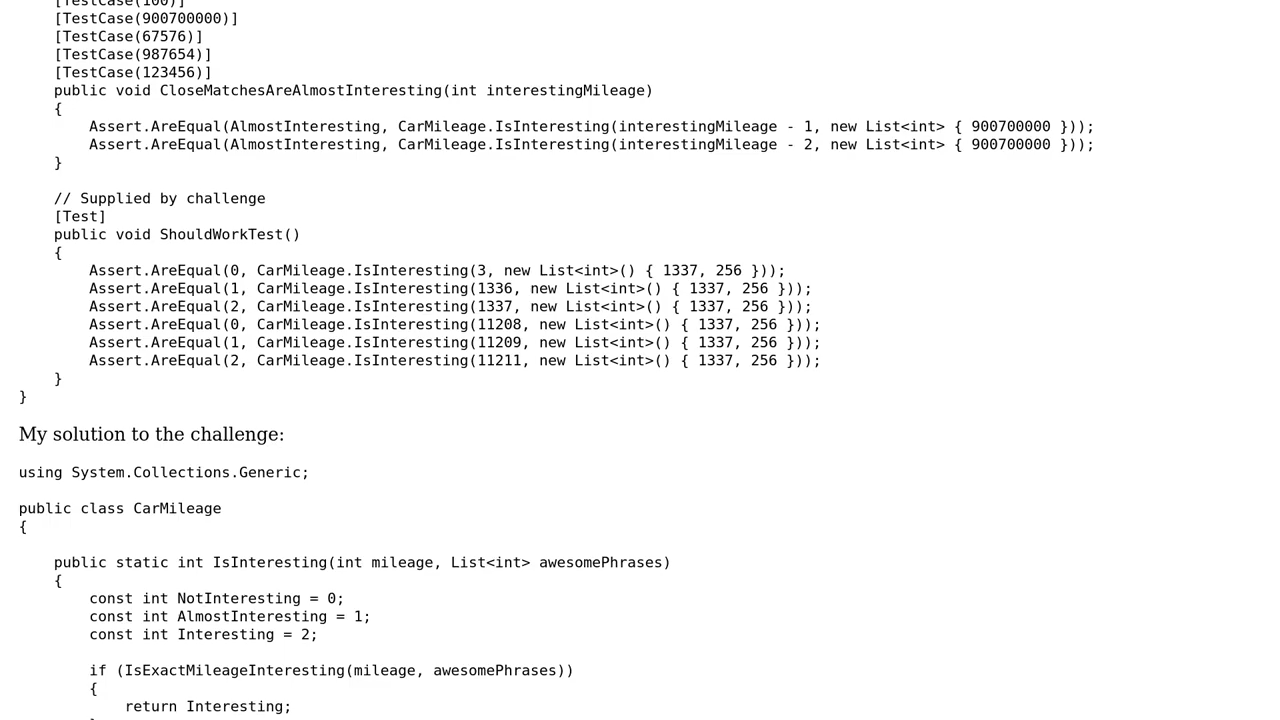 [TestCase(100)]
[TestCase(900700000)]
[TestCase(67576)]
[TestCase(987654)]
[TestCase(123456)]
public void CloseMatchesAreAlmostInteresting(int interestingMileage)
{
Assert.AreEqual(AlmostInteresting, CarMileage.IsInteresting(interestingMileage - 1, new List<int> { 900700000 }));
Assert.AreEqual(AlmostInteresting, CarMileage.IsInteresting(interestingMileage - 2, new List<int> { 900700000 }));
}
// Supplied by challenge
[Test]
public void ShouldWorkTest()
{
Assert.AreEqual(0, CarMileage.IsInteresting(3, new List<int>() { 1337, 256 }));
Assert.AreEqual(1, CarMileage.IsInteresting(1336, new List<int>() { 1337, 256 }));
Assert.AreEqual(2, CarMileage.IsInteresting(1337, new List<int>() { 1337, 256 }));
Assert.AreEqual(0, CarMileage.IsInteresting(11208, new List<int>() { 1337, 256 }));
Assert.AreEqual(1, CarMileage.IsInteresting(11209, new List<int>() { 1337, 256 }));
Assert.AreEqual(2, CarMileage.IsInteresting(11211, new List<int>() { 1337, 256 }));
}
}
My solution to the challenge:
using System.Collections.Generic;
public class CarMileage
{
public static int IsInteresting(int mileage, List<int> awesomePhrases)
{
const int NotInteresting = 0;
const int AlmostInteresting = 1;
const int Interesting = 2;
if (IsExactMileageInteresting(mileage, awesomePhrases))
{
return Interesting;